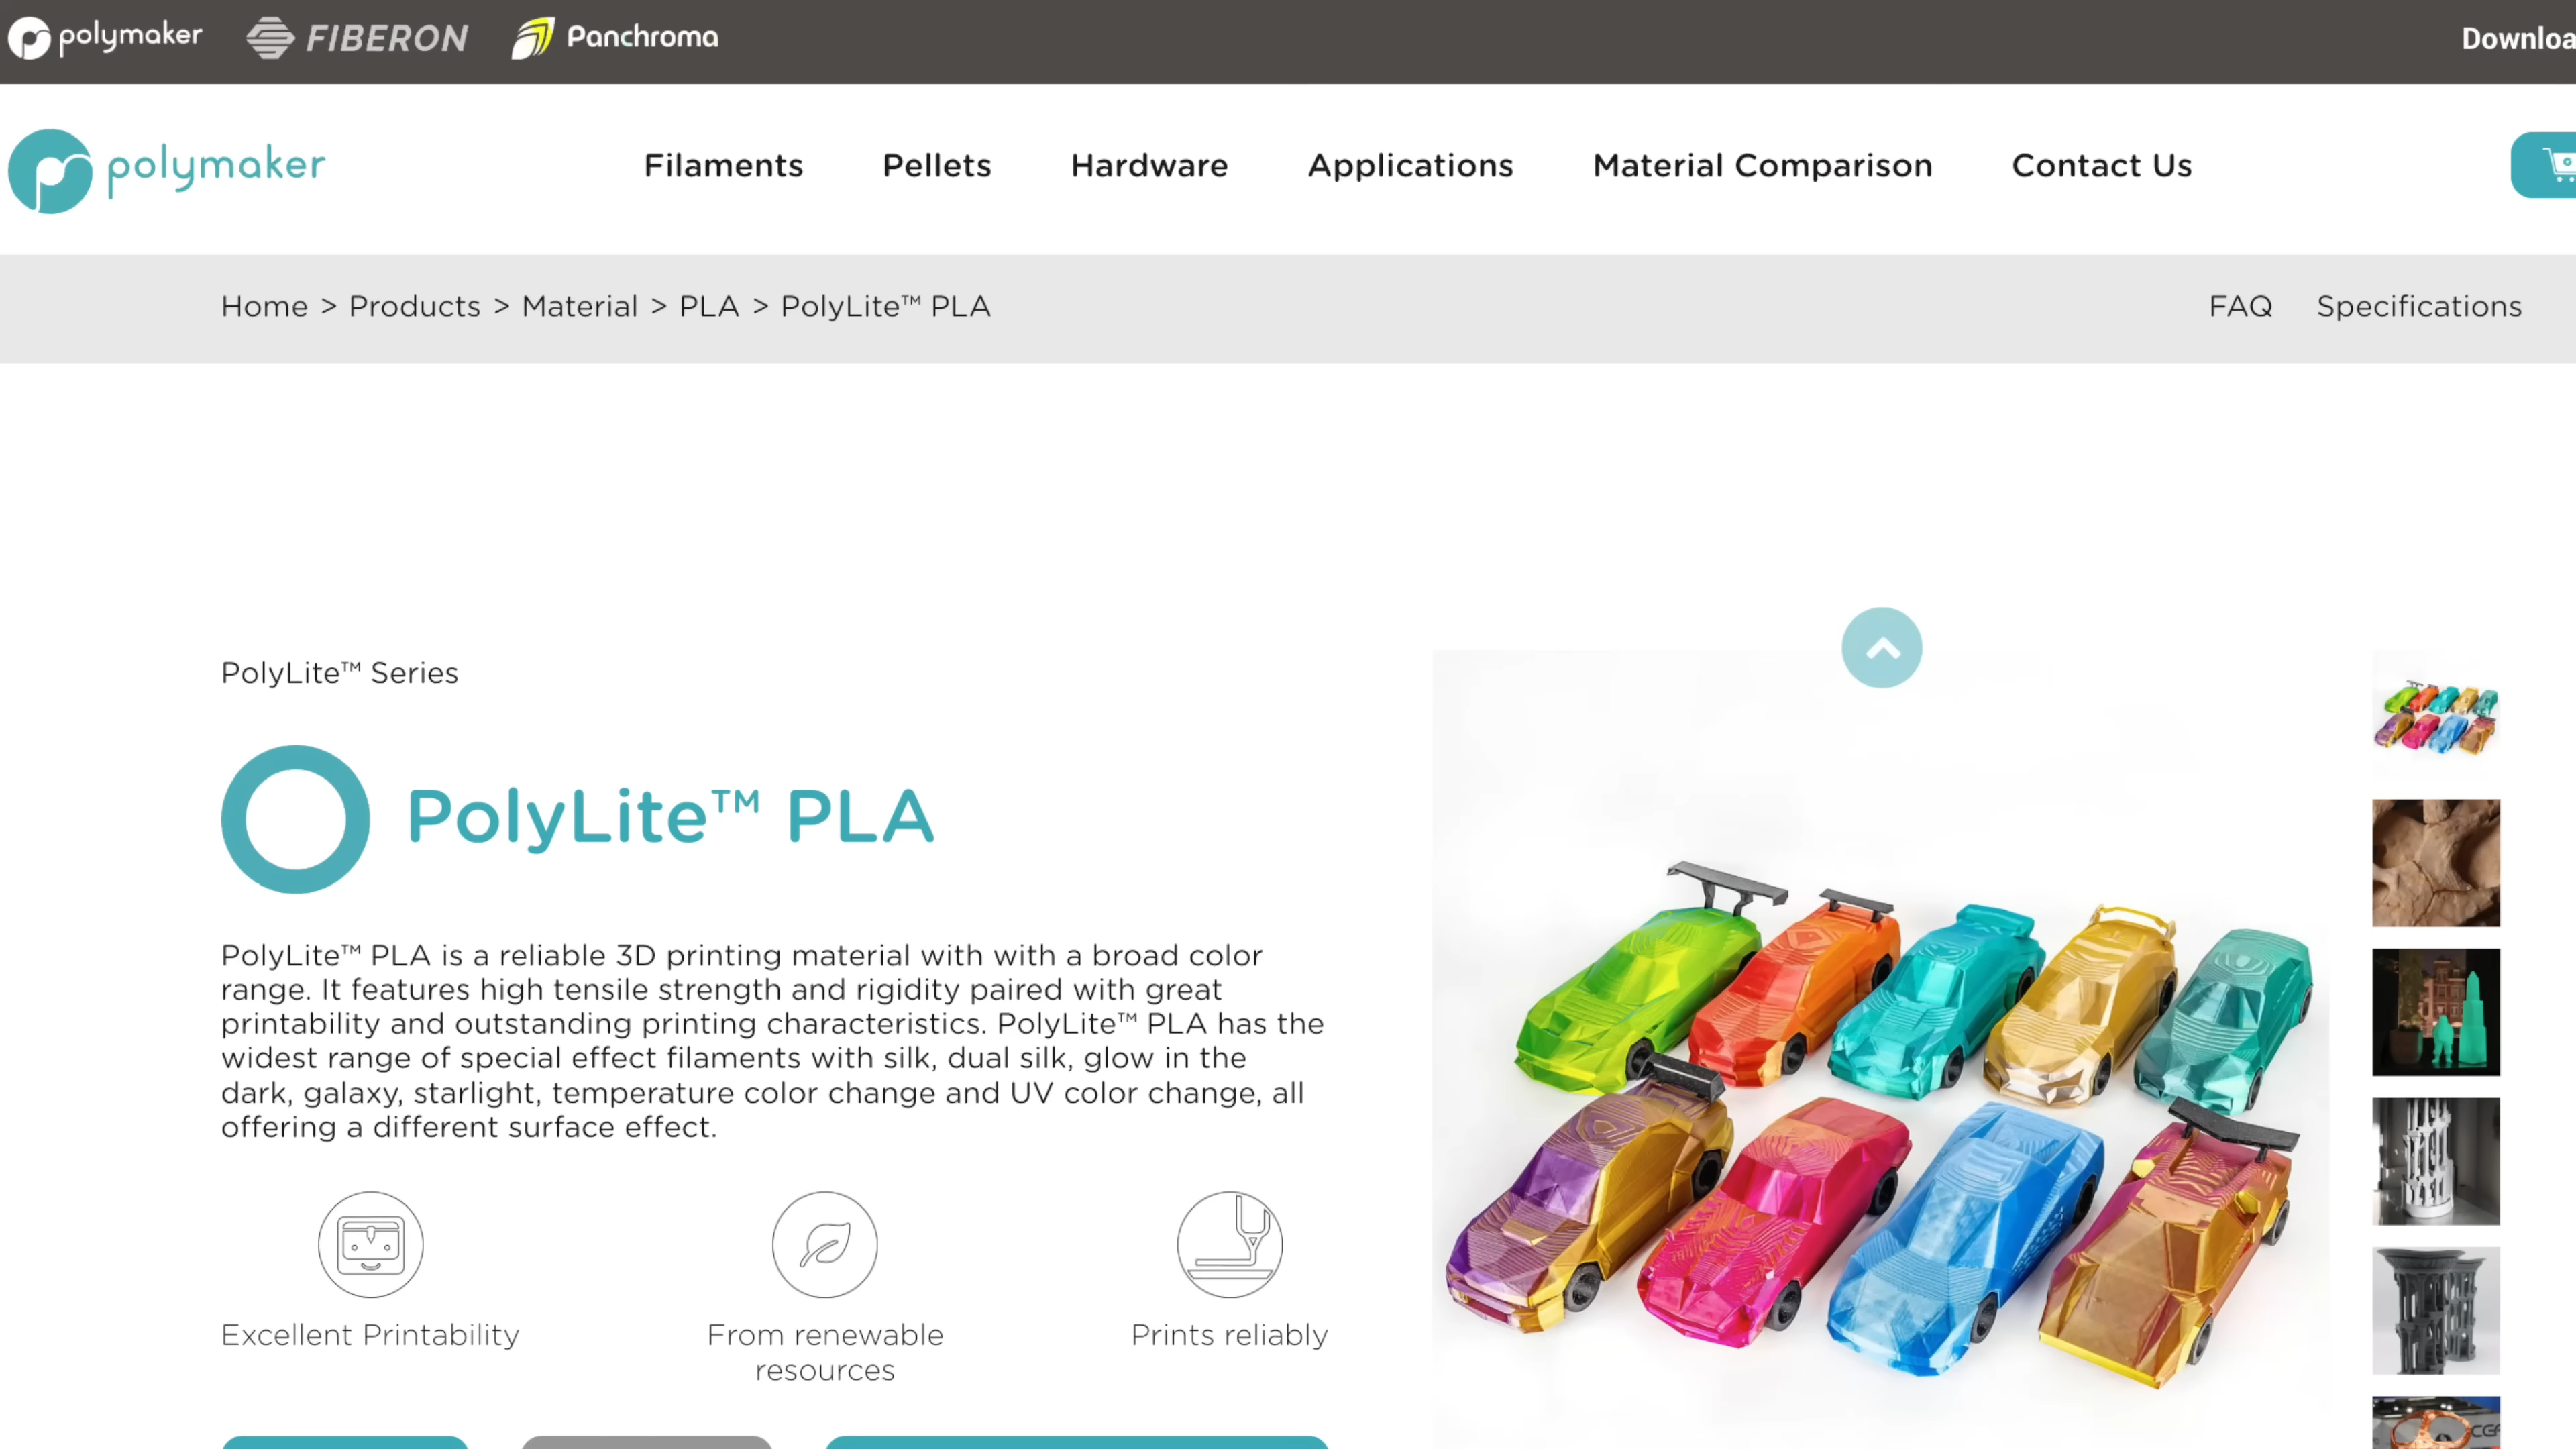 polymaker FIBERON Panchroma
polymaker Filaments Pellets Hardware Applications Material Comparison Contact Us
Home > Products > Material > PLA > PolyLite™ PLA FAQ Specifications
PolyLite™ Series
PolyLite™ PLA
PolyLite™ PLA is a reliable 3D printing material with with a broad color
range. It features high tensile strength and rigidity paired with great
printability and outstanding printing characteristics. PolyLite™ PLA has the
widest range of special effect filaments with silk, dual silk, glow in the
dark, galaxy, starlight, temperature color change and UV color change, all
offering a different surface effect.
Excellent Printability
From renewable
resources
Prints reliably